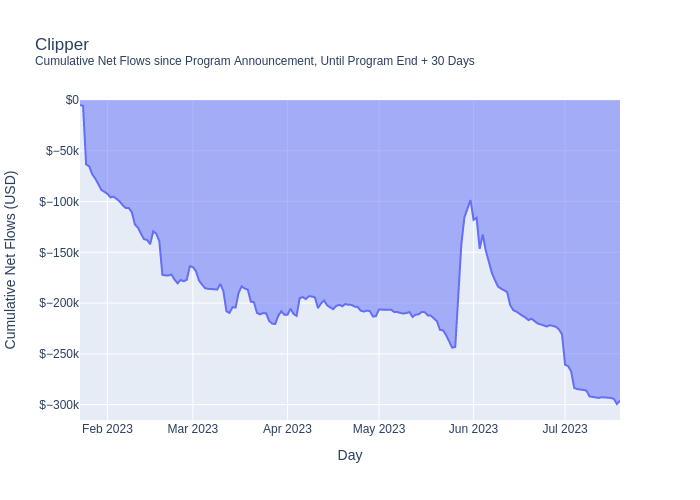 Clipper
Cumulative Net Flows since Program Announcement, Until Program End + 30 Days
Cumulative Net Flows (USD)
$0
$−50k
$−100k
$−150k
$−200k
$−250k
$−300k
Feb 2023
Mar 2023
Apr 2023
May 2023
Jun 2023
Jul 2023
Day